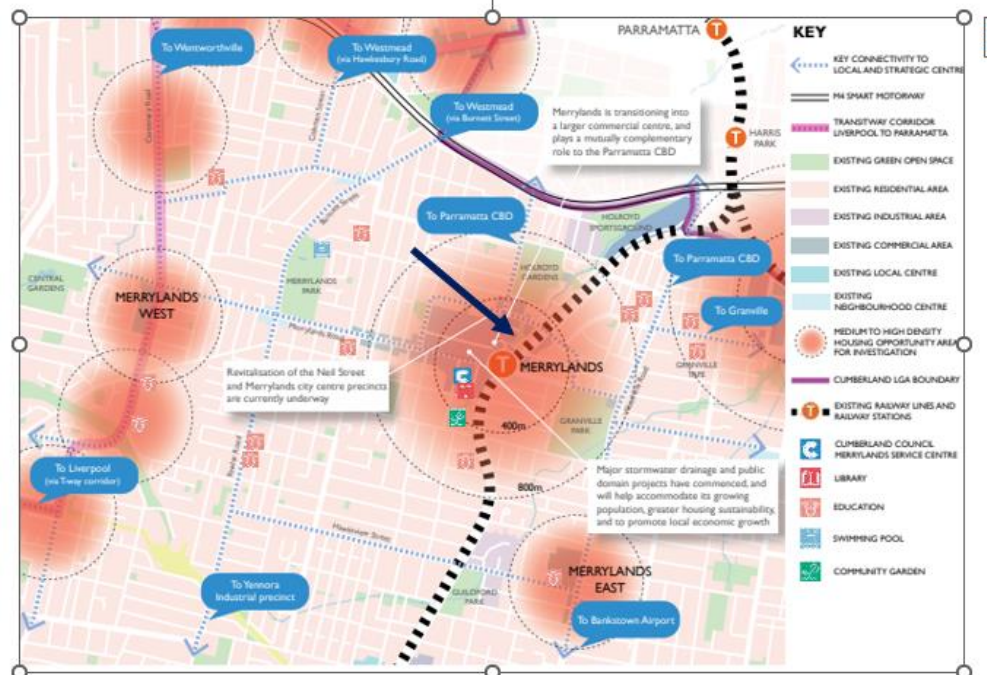 PARRAMATTA
T
KEY
To Wentworthville
To Westmead
(via Hawkesbury Road)
KEY CONNECTIVITY TO
LOCAL AND STRATEGIC CENTRE
M4 SMART MOTORWAY
To Westmead
(via Burnett Street)
Merrylands is transitioning into
a larger commercial centre, and
plays a mutually complementary
role to the Parramatta CBD
T
HARRIS
PARK
TRANSITWAY CORRIDOR
LIVERPOOL TO PARRAMATTA
EXISTING GREEN OPEN SPACE
EXISTING RESIDENTIAL AREA
EXISTING INDUSTRIAL AREA
EXISTING COMMERCIAL AREA
EXISTING LOCAL CENTRE
EXISTING
NEIGHBOURHOOD CENTRE
MEDIUM TO HIGH DENSITY
HOUSING OPPORTUNITY AREA
FOR INVESTIGATION
CUMBERLAND LGA BOUNDARY
T
EXISTING RAILWAY LINES AND
RAILWAY STATIONS
C
CUMBERLAND COUNCIL
MERRYLANDS SERVICE CENTRE
LIBRARY
EDUCATION
SWIMMING POOL
COMMUNITY GARDEN
To Parramatta CBD
HOLROYD
SPORTSGROUND
Burnett Street
To Parramatta CBD
CENTRAL
GARDENS
MERRYLANDS
PARK
HOLROYD
GARDENS
MERRYLANDS
WEST
To Granville
Merrylands Road
Revitalisation of the Neil Street
and Merrylands city centre precincts
are currently underway
T
MERRYLANDS
C
GRANVILLE
GRANVILLE
PARK
400m
To Liverpool
(via T-way corridor)
800m
Major stormwater drainage and public
domain projects have commenced, and
will help accommodate its growing
population, greater housing sustainability,
and to promote local economic growth
MERRYLANDS
EAST
To Yennora
Industrial precinct
GUILDFORD
PARK
To Bankstown Airport